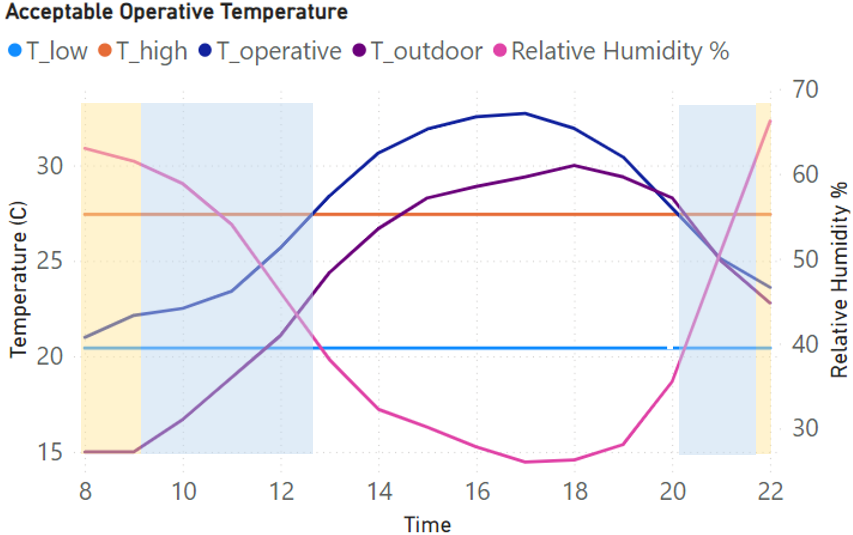 Acceptable Operative Temperature
T_low T_high T_operative T_outdoor Relative Humidity %
70
30
60
25
50
20
40
15
30
Temperature (C)
Relative Humidity %
8 10 12 14 16 18 20 22
Time